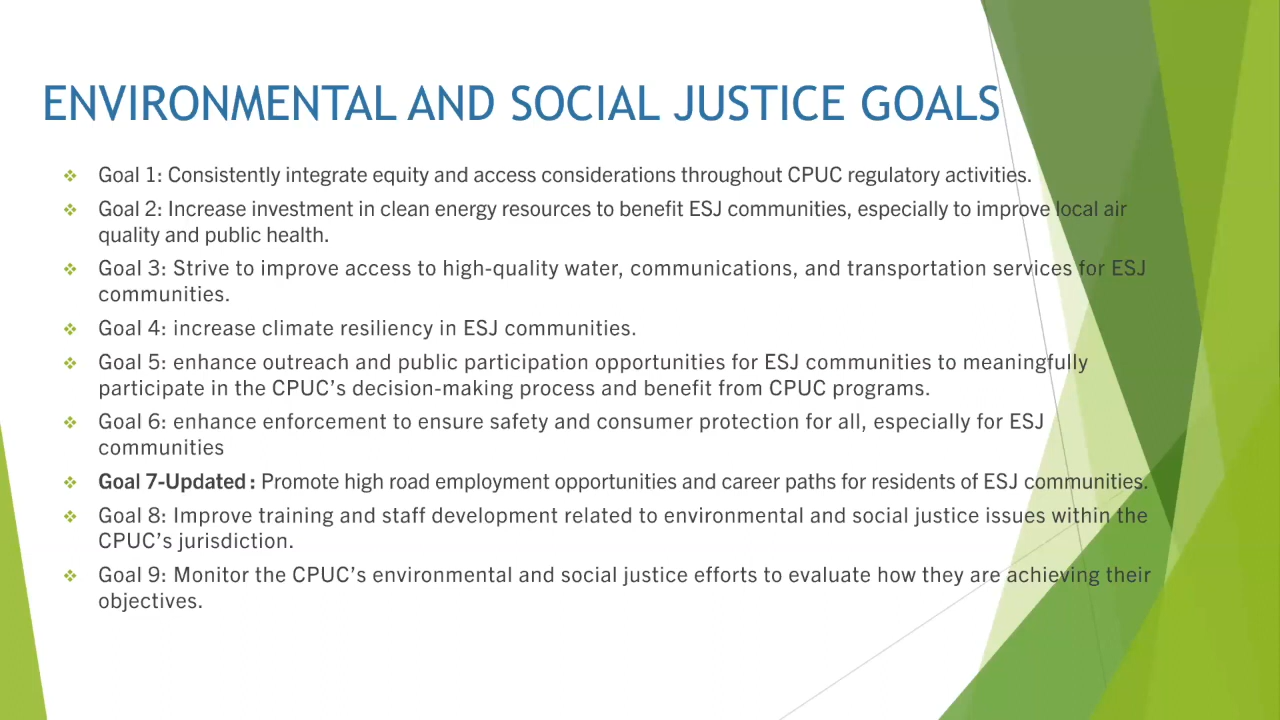 ENVIRONMENTAL AND SOCIAL JUSTICE GOALS
Goal 1: Consistently integrate equity and access considerations throughout CPUC regulatory activities.
Goal 2: Increase investment in clean energy resources to benefit ESJ communities, especially to improve local air
quality and public health.
Goal 3: Strive to improve access to high-quality water, communications, and transportation services for ESJ
communities.
Goal 4: increase climate resiliency in ESJ communities.
Goal 5: enhance outreach and public participation opportunities for ESJ communities to meaningfully
participate in the CPUC’s decision-making process and benefit from CPUC programs.
Goal 6: enhance enforcement to ensure safety and consumer protection for all, especially for ESJ
communities
Goal 7-Updated: Promote high road employment opportunities and career paths for residents of ESJ communities.
Goal 8: Improve training and staff development related to environmental and social justice issues within the
CPUC’s jurisdiction.
Goal 9: Monitor the CPUC’s environmental and social justice efforts to evaluate how they are achieving their
objectives.